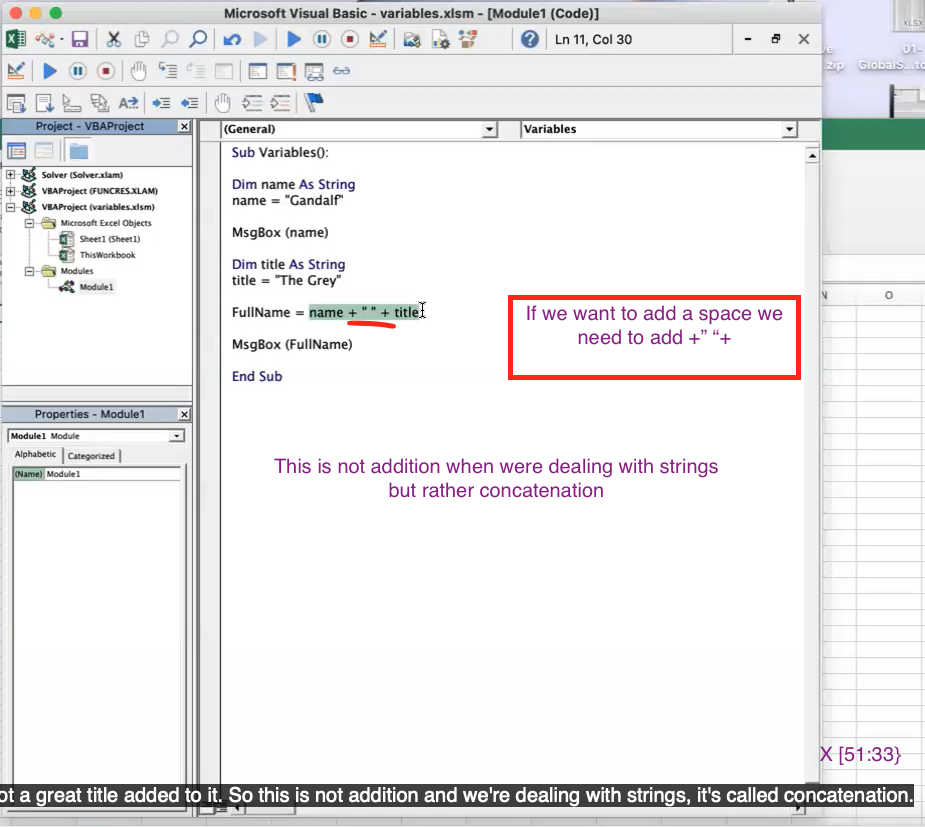 Microsoft Visual Basic - variables.xlsm - [Module1 (Code)]
XLSX
Ln 11, Col 30
01-
.zip
GlobalS...to
Project - VBAProject
(General)
Variables
Solver (Solver.xlam)
VBAProject (FUNCRES.XLAM)
VBAProject (variables.xlsm)
Microsoft Excel Objects
Sheet1 (Sheet1)
ThisWorkbook
Modules
Module1
Sub Variables():
Dim name As String
name = "Gandalf"
MsgBox (name)
Dim title As String
title = "The Grey"
FullName = name + " " + title
MsgBox (FullName)
End Sub
N
O
If we want to add a space we
need to add +” “+
Properties - Module1
Module1 Module
Alphabetic
Categorized
(Name) Module1
This is not addition when were dealing with strings
but rather concatenation
X [51:33}
ot a great title added to it. So this is not addition and we're dealing with strings, it's called concatenation.